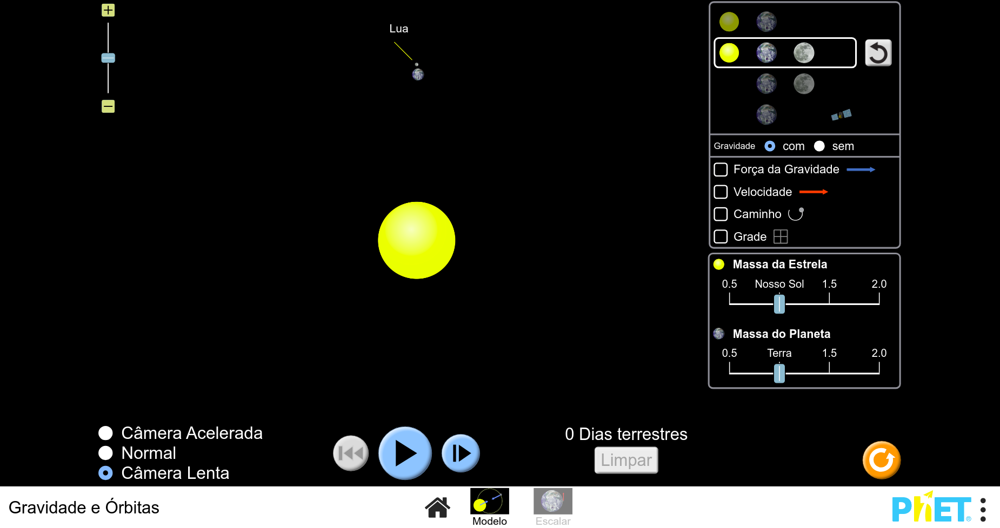 Lua
Gravidade com sem
Força da Gravidade
Velocidade
Caminho
Grade
Massa da Estrela
0.5 Nosso Sol 1.5 2.0
Massa do Planeta
0.5 Terra 1.5 2.0
Câmera Acelerada
Normal
Câmera Lenta
0 Dias terrestres
Limpar
Gravidade e Órbitas
Modelo
Escalar
PhET®